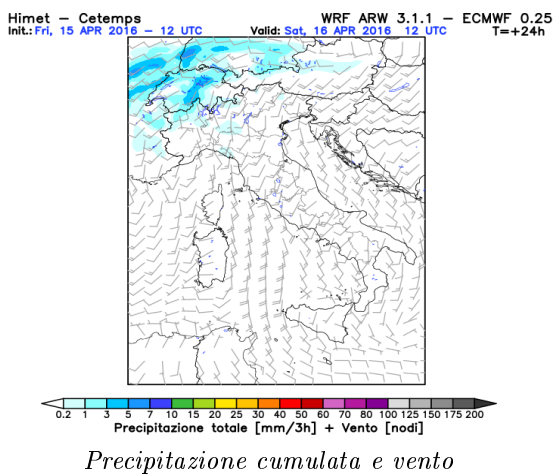 Himet – Cetemps WRF ARW 3.1.1 – ECMWF 0.25
Init.: Fri, 15 APR 2016 – 12 UTC Valid: Sat, 16 APR 2016 12 UTC T=+24h
0.2 1 3 5 7 10 15 20 25 30 40 50 60 70 80 100 125 150 175 200
Precipitazione totale [mm/3h] + Vento [nodi]
Precipitazione cumulata e vento